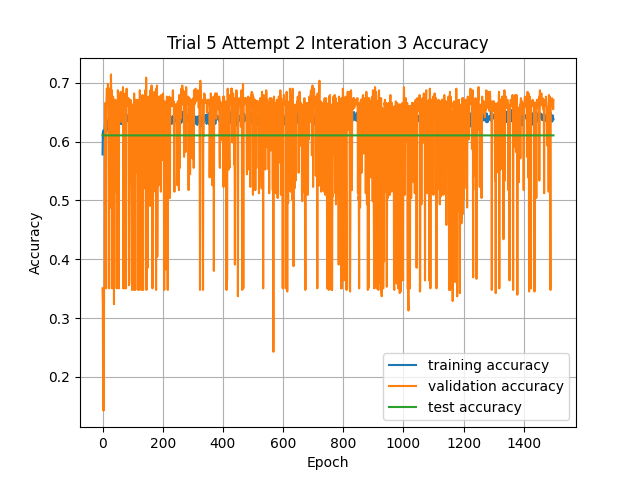 Trial 5 Attempt 2 Interation 3 Accuracy
0.7
0.6
0.5
0.4
0.3
0.2
Accuracy
0 200 400 600 800 1000 1200 1400
Epoch
training accuracy
validation accuracy
test accuracy